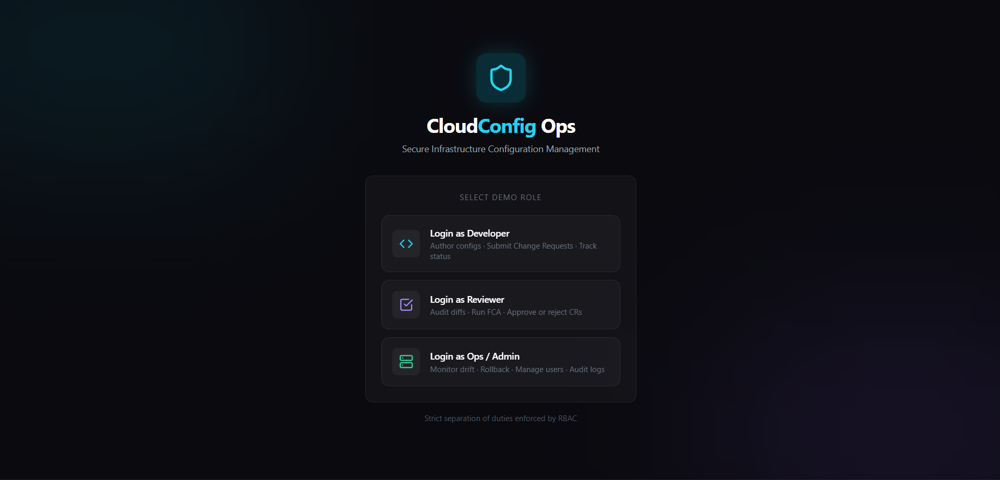 CloudConfig Ops
Secure Infrastructure Configuration Management
SELECT DEMO ROLE
Login as Developer
Author configs · Submit Change Requests · Track
status
Login as Reviewer
Audit diffs · Run FCA · Approve or reject CRs
Login as Ops / Admin
Monitor drift · Rollback · Manage users · Audit logs
Strict separation of duties enforced by RBAC